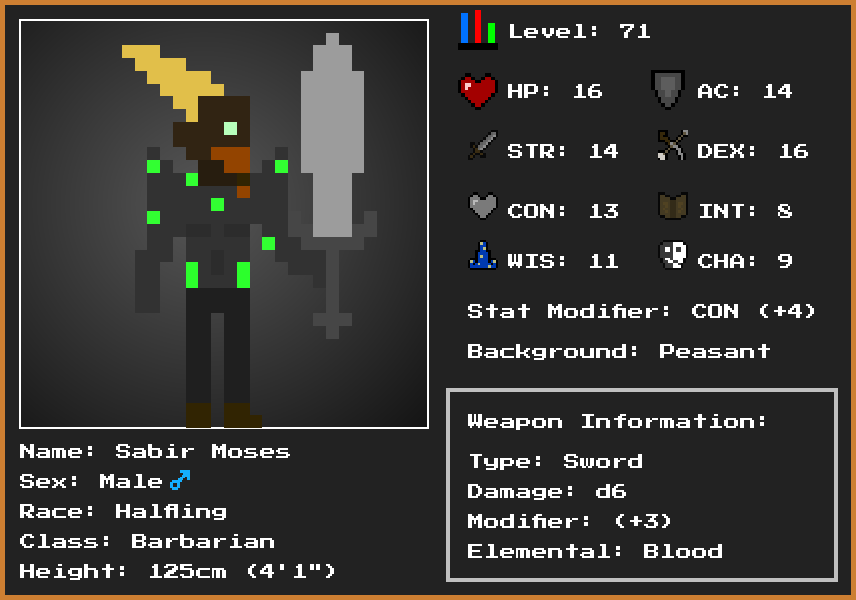 Level: 71
HP: 16
AC: 14
STR: 14
DEX: 16
CON: 13
INT: 8
WIS: 11
CHA: 9
Stat Modifier: CON (+4)
Background: Peasant
Weapon Information:
Type: Sword
Damage: d6
Modifier: (+3)
Elemental: Blood
Name: Sabir Moses
Sex: Male♂
Race: Halfling
Class: Barbarian
Height: 125cm (4'1")